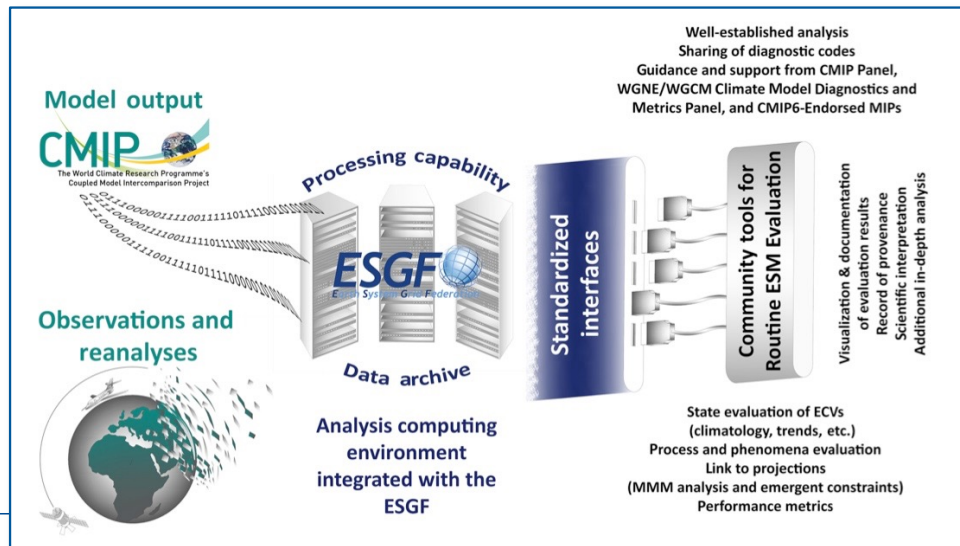 Well-established analysis
Sharing of diagnostic codes
Guidance and support from CMIP Panel,
WGNE/WGCM Climate Model Diagnostics and
Metrics Panel, and CMIP6-Endorsed MIPs
Model output
CMIP
The World Climate Research Programme's
Coupled Model Intercomparison Project
Observations and
reanalyses
Processing capability
ESGF
Earth System Grid Federation
Data archive
Analysis computing
environment
integrated with the
ESGF
Standardized
interfaces
Community tools for
Routine ESM Evaluation
Visualization & documentation
of evaluation results
Record of provenance
Scientific interpretation
Additional in-depth analysis
State evaluation of ECVs
(climatology, trends, etc.)
Process and phenomena evaluation
Link to projections
(MMM analysis and emergent constraints)
Performance metrics